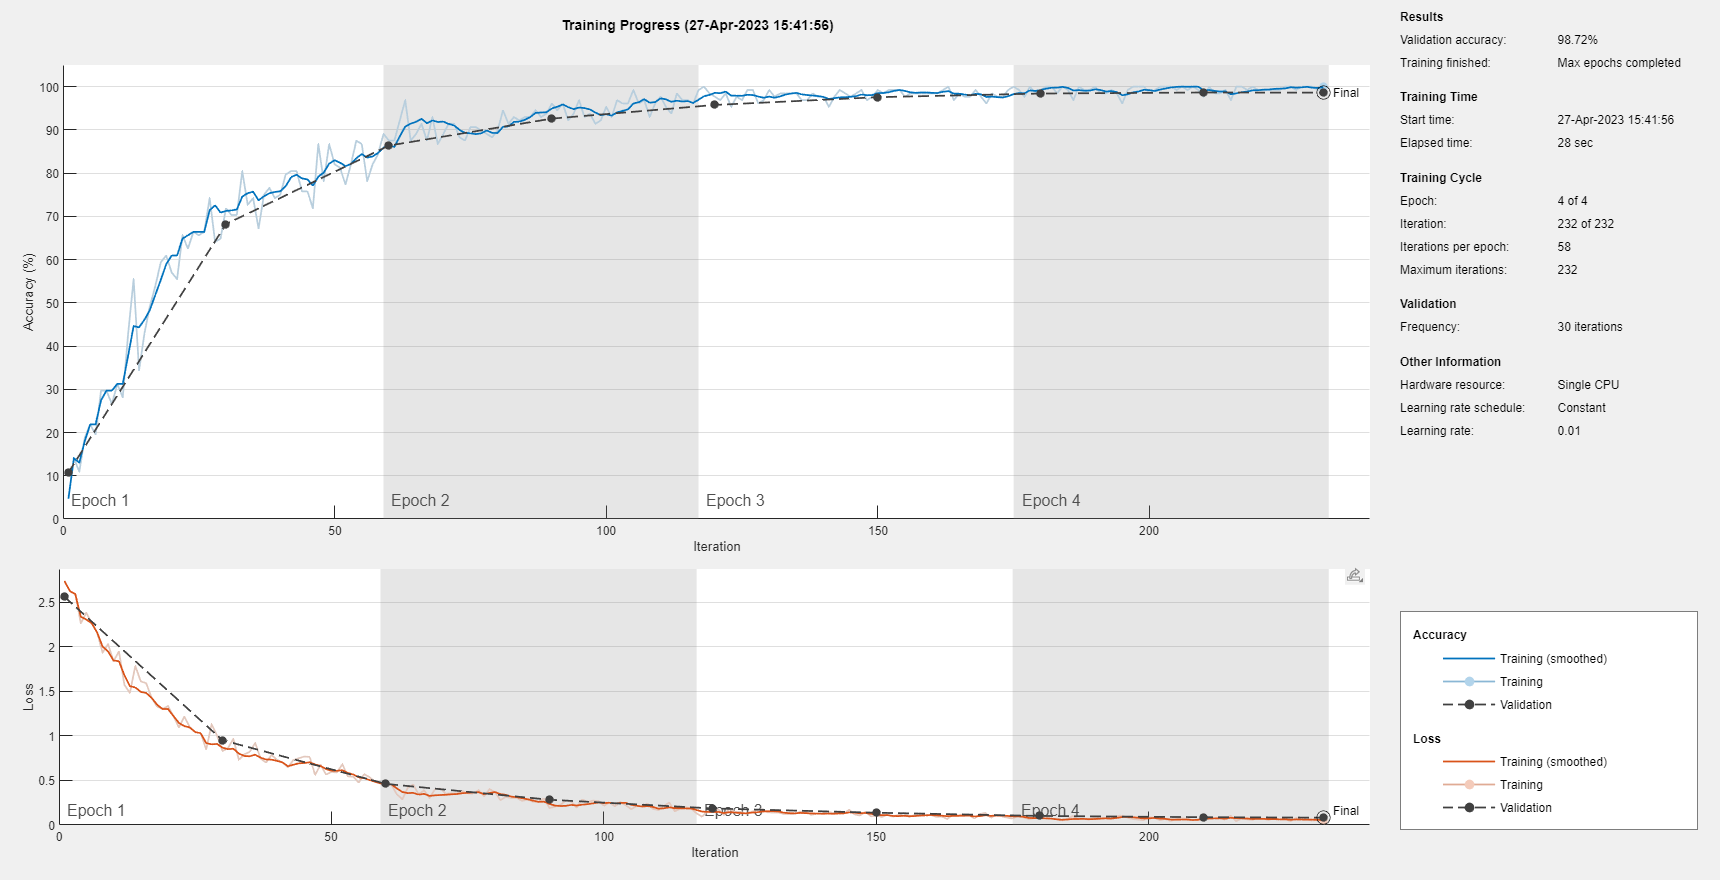 Training Progress (27-Apr-2023 15:41:56)
Accuracy (%)
100
90
80
70
60
50
40
30
20
10
0
Final
Epoch 1
Epoch 2
Epoch 3
Epoch 4
0
50
100
150
200
Iteration
Loss
2.5
2
1.5
1
0.5
0
Final
Epoch 1
Epoch 2
Epoch 3
Epoch 4
0
50
100
150
200
Iteration
Results
Validation accuracy: 98.72%
Training finished: Max epochs completed
Training Time
Start time: 27-Apr-2023 15:41:56
Elapsed time: 28 sec
Training Cycle
Epoch: 4 of 4
Iteration: 232 of 232
Iterations per epoch: 58
Maximum iterations: 232
Validation
Frequency: 30 iterations
Other Information
Hardware resource: Single CPU
Learning rate schedule: Constant
Learning rate: 0.01
Accuracy
Training (smoothed)
Training
Validation
Loss
Training (smoothed)
Training
Validation